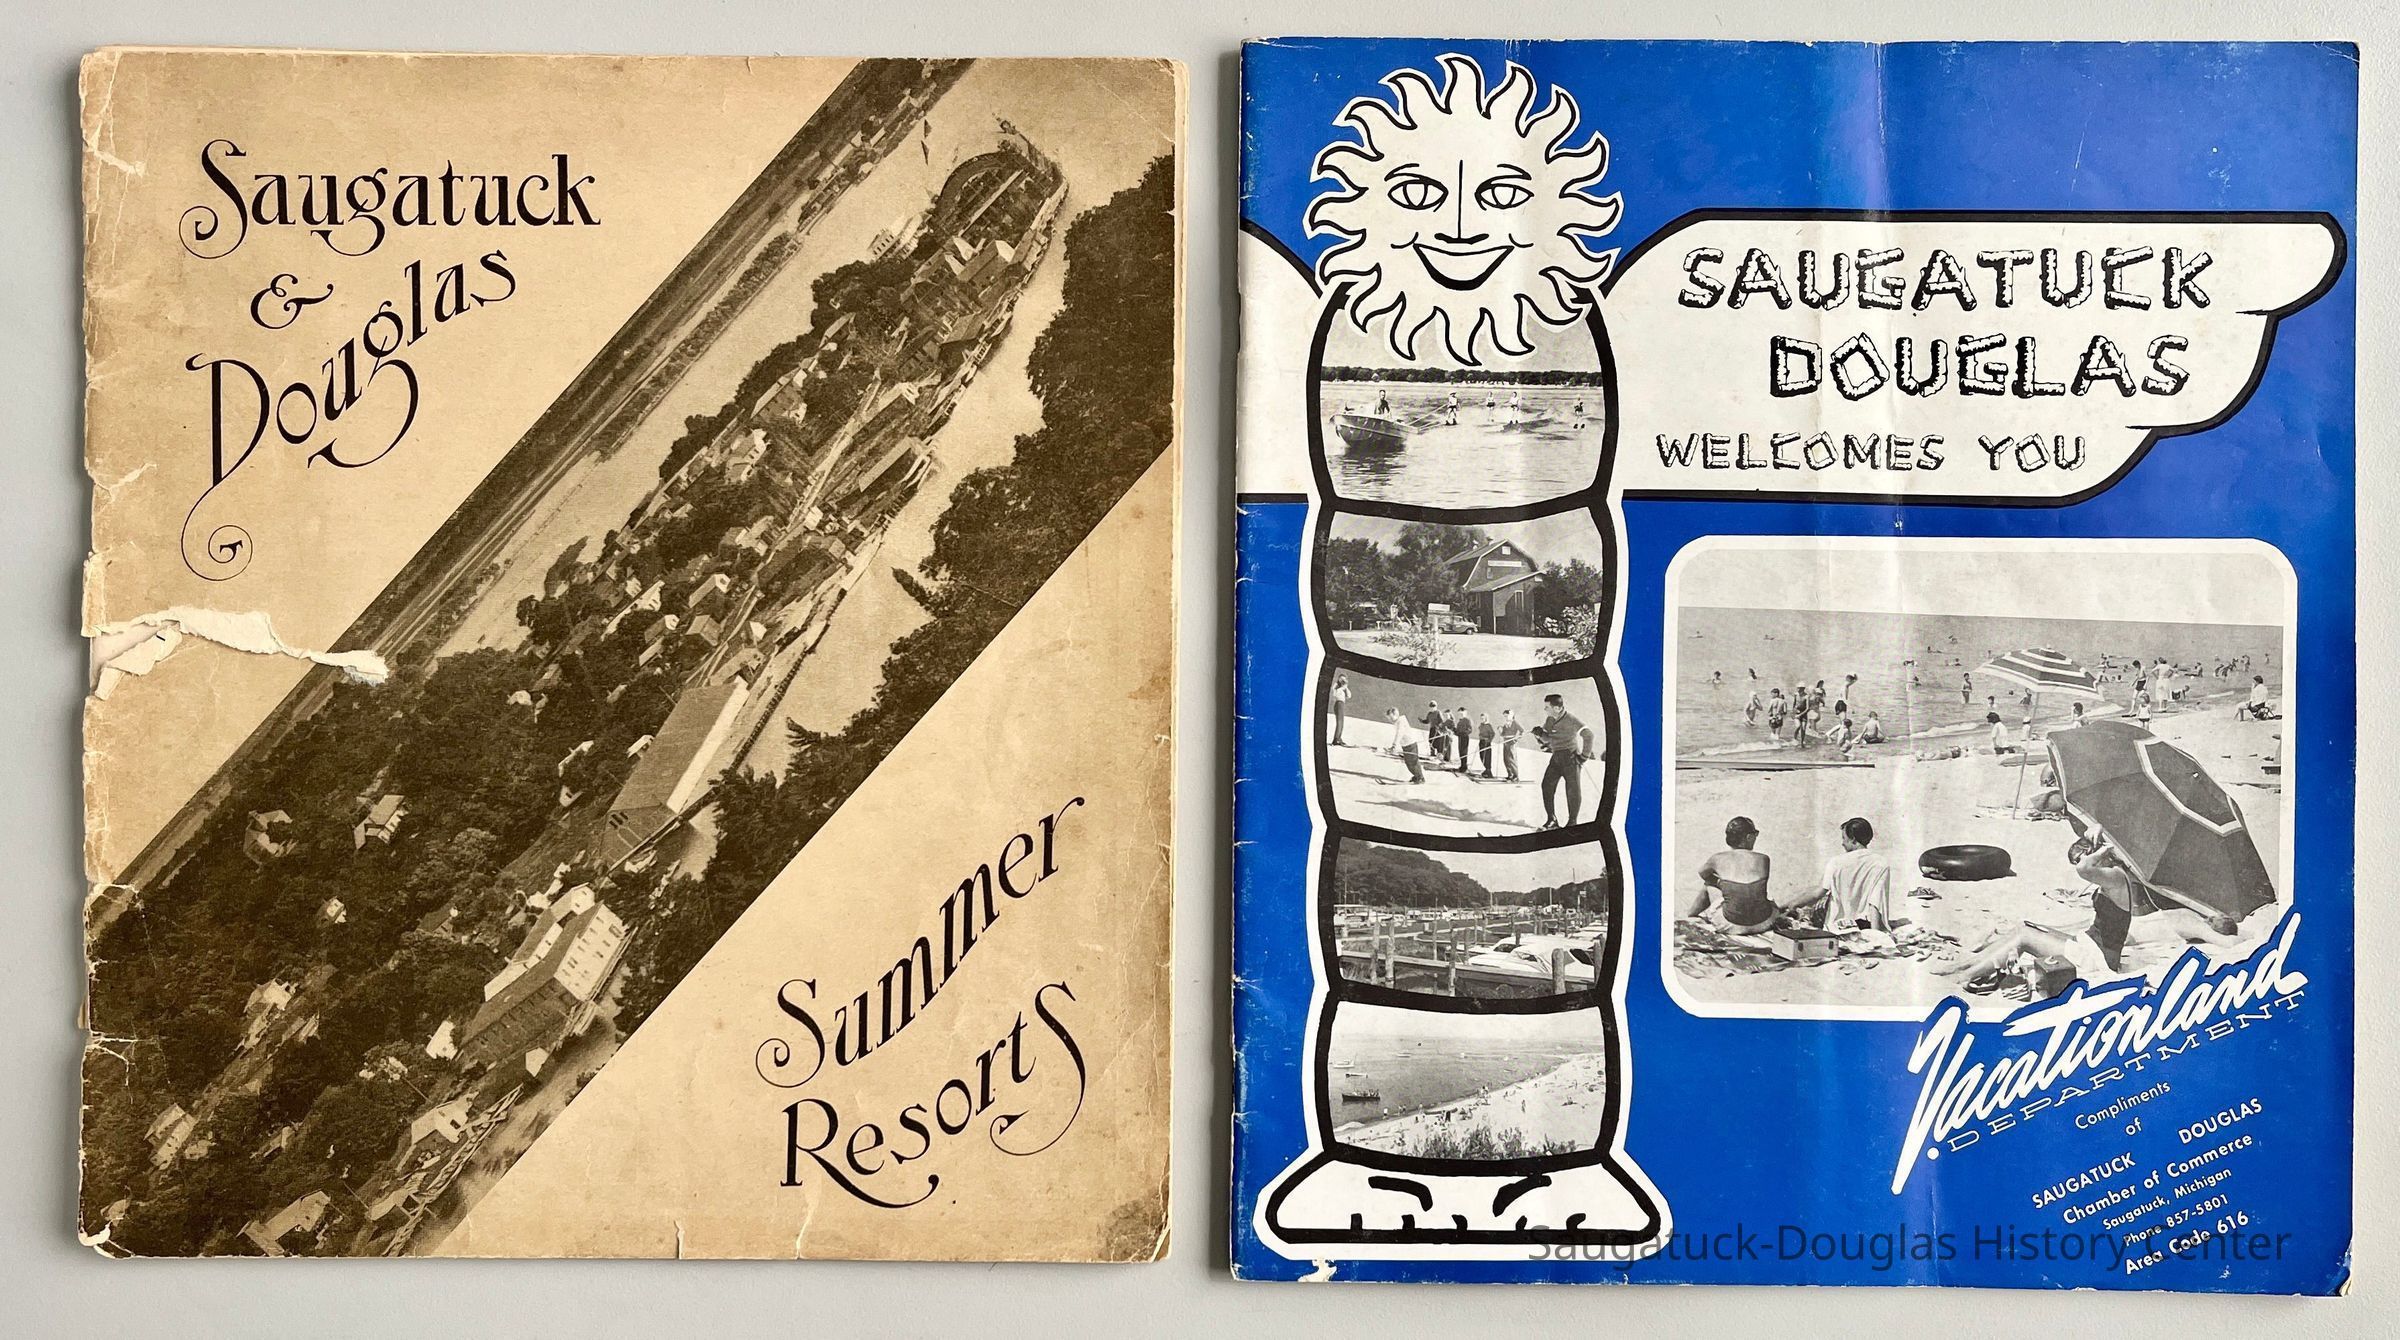 Saugatuck
&
Douglas
Summer
Resorts
SAUGATUCK
DOUGLAS
WELCOMES YOU
Vacationland
DEPARTMENT
Compliments
of
SAUGATUCK DOUGLAS
Chamber of Commerce
Saugatuck, Michigan
Phone 857-5801
Area Code 616
Saugatuck-Douglas History Center